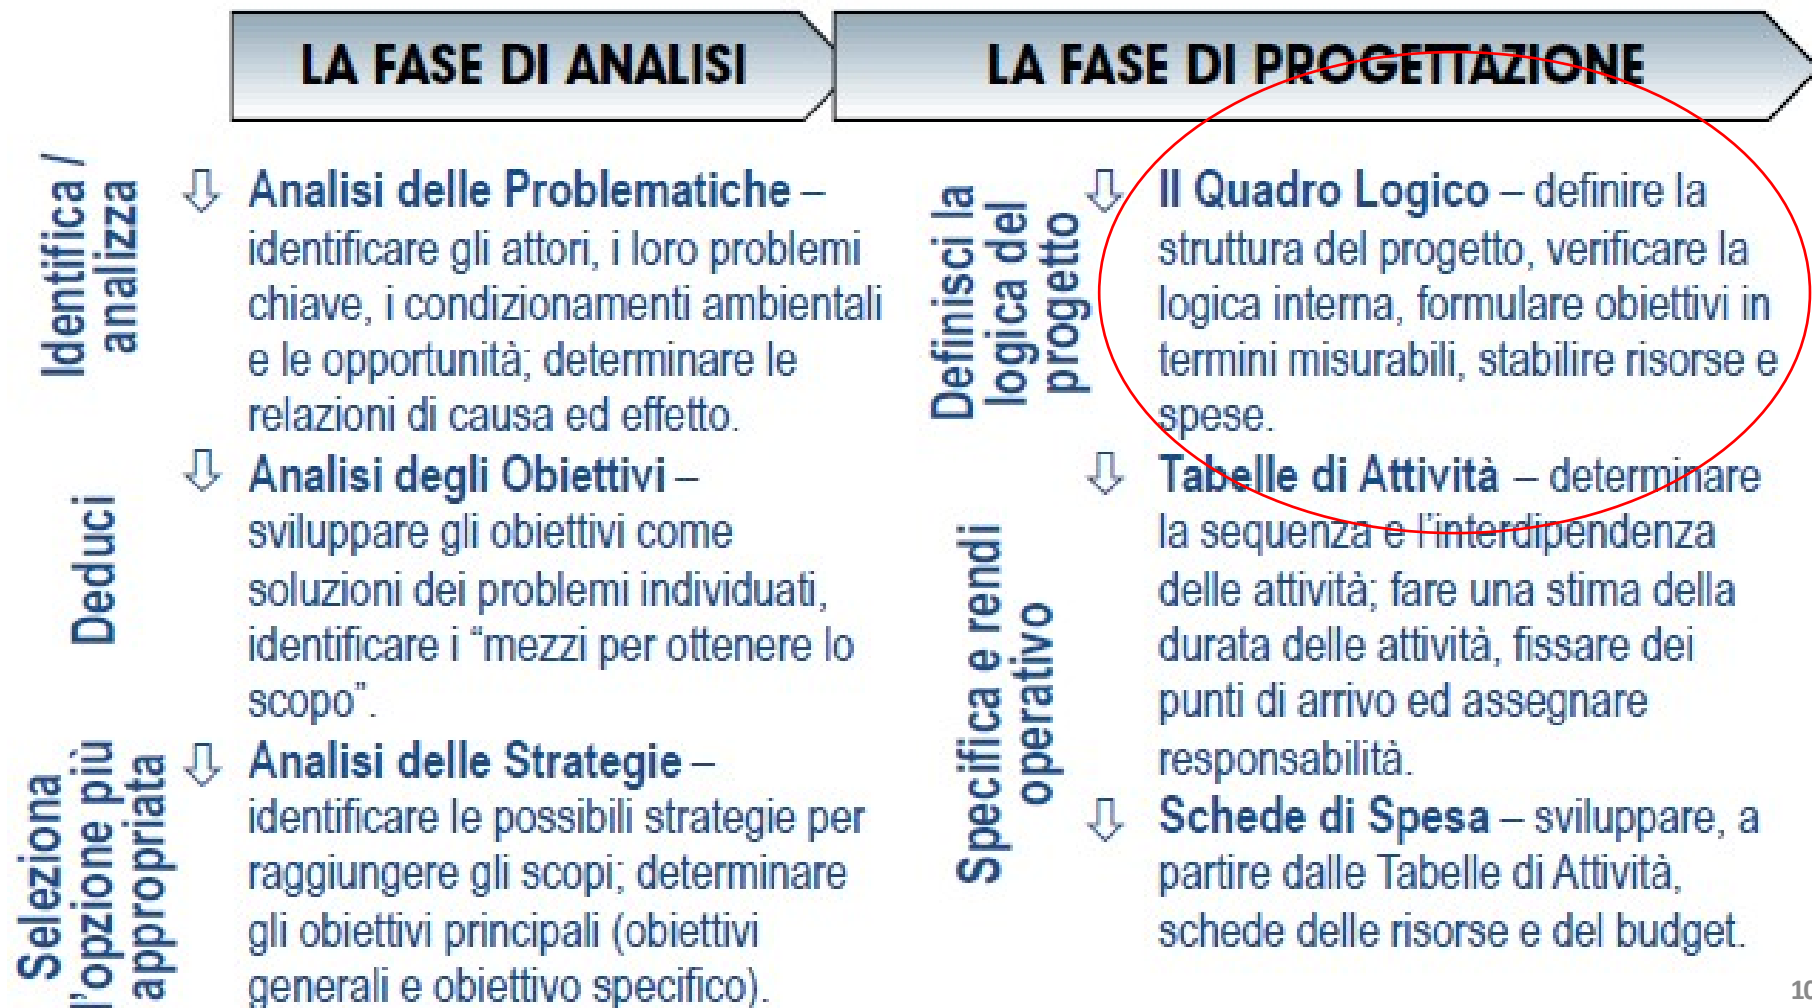 LA FASE DI ANALISI
Identifica /
analizza
Analisi delle Problematiche –
identificare gli attori, i loro problemi
chiave, i condizionamenti ambientali
e le opportunità; determinare le
relazioni di causa ed effetto.
Deduci
Analisi degli Obiettivi –
sviluppare gli obiettivi come
soluzioni dei problemi individuati,
identificare i “mezzi per ottenere lo
scopo”.
Seleziona
l’opzione più
appropriata
Analisi delle Strategie –
identificare le possibili strategie per
raggiungere gli scopi; determinare
gli obiettivi principali (obiettivi
generali e obiettivo specifico).
LA FASE DI PROGETTAZIONE
Definisci la
logica del
progetto
Il Quadro Logico – definire la
struttura del progetto, verificare la
logica interna, formulare obiettivi in
termini misurabili, stabilire risorse e
spese.
Specifica e rendi
operativo
Tabelle di Attività – determinare
la sequenza e l’interdipendenza
delle attività; fare una stima della
durata delle attività, fissare dei
punti di arrivo ed assegnare
responsabilità.
Schede di Spesa – sviluppare, a
partire dalle Tabelle di Attività,
schede delle risorse e del budget.